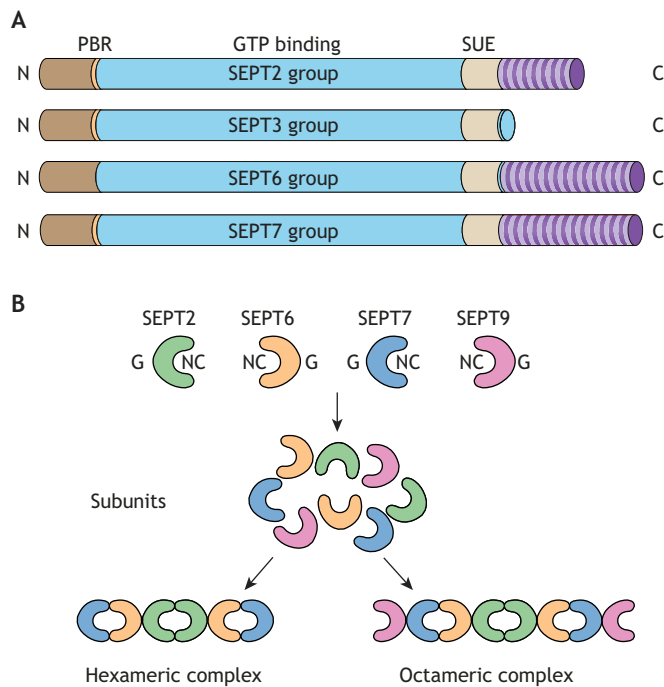 A
PBR GTP binding SUE
N SEPT2 group C
N SEPT3 group C
N SEPT6 group C
N SEPT7 group C
B
SEPT2 SEPT6 SEPT7 SEPT9
G NC NC G G NC NC G
Subunits
Hexameric complex Octameric complex